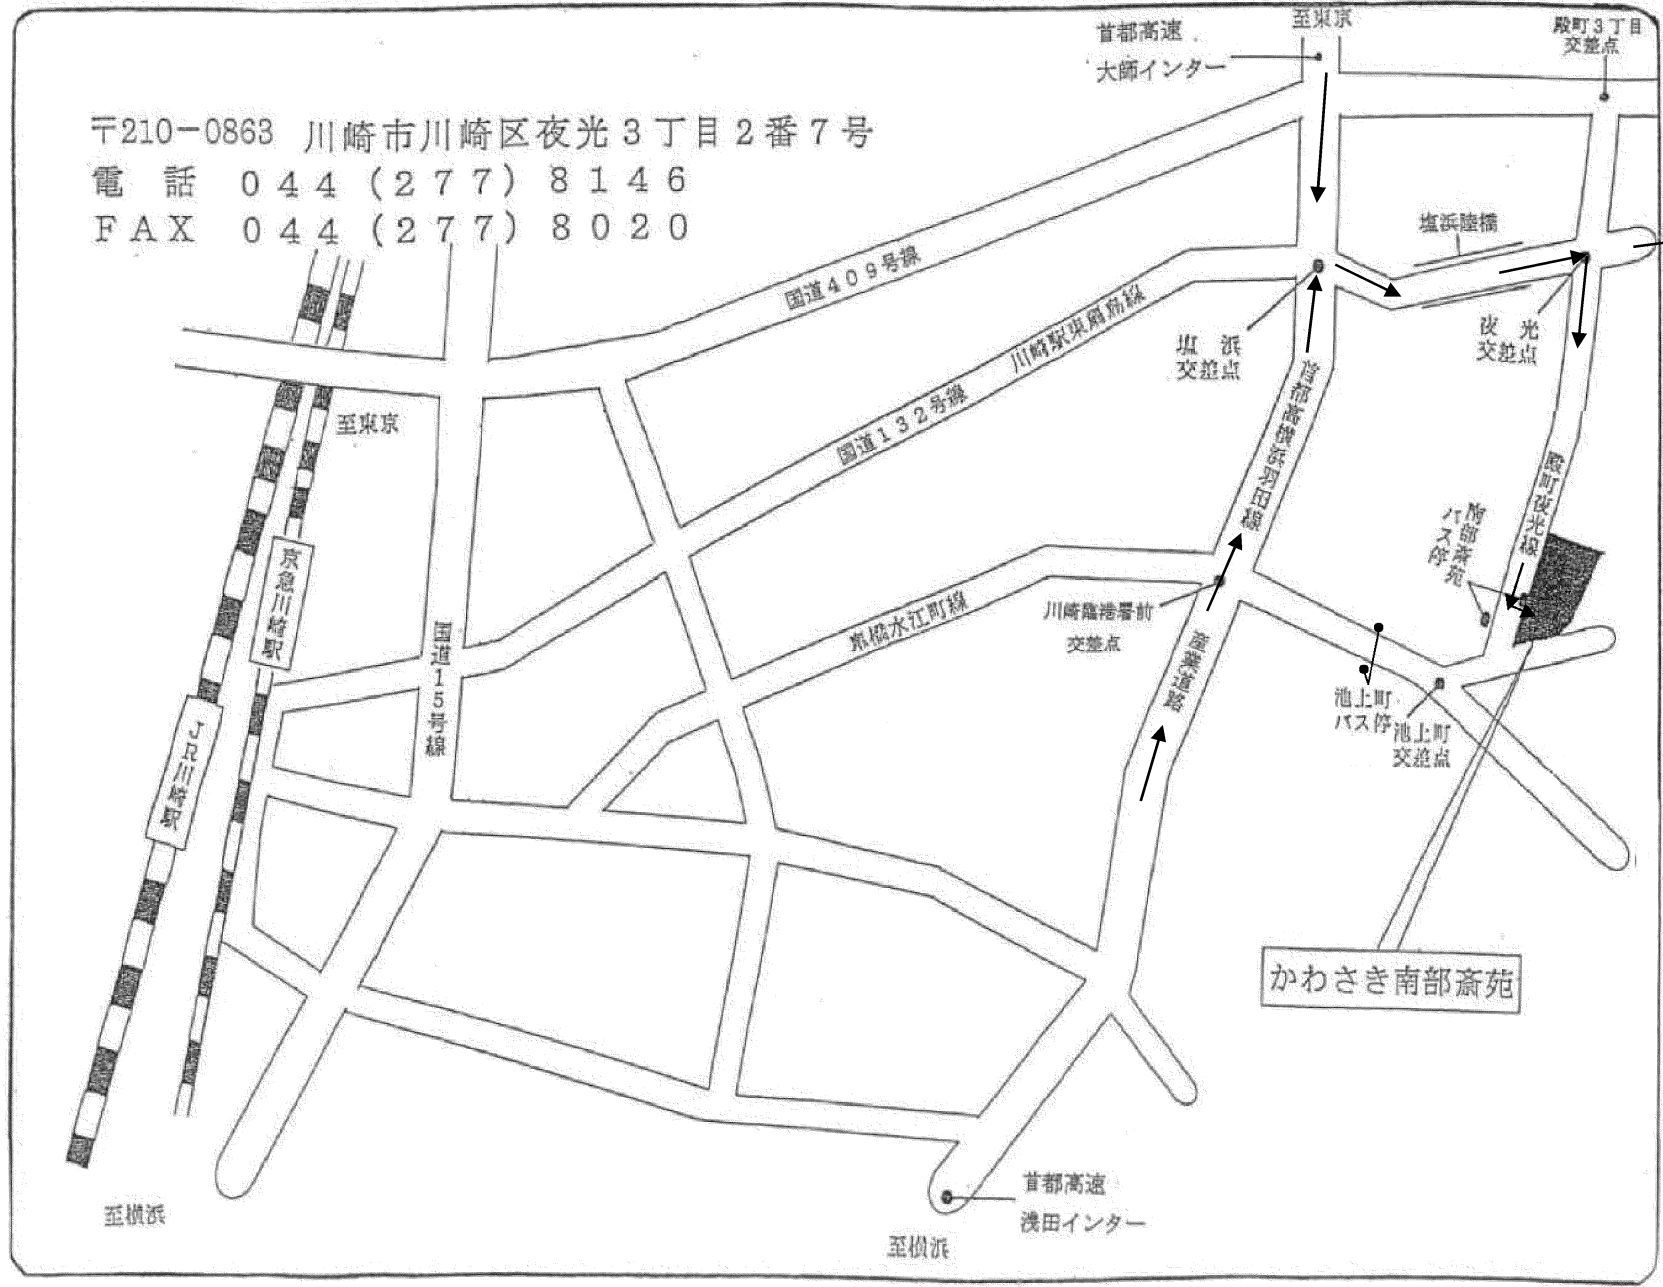 首都高速
大師インター
至東京
殿町３丁目
交差点
〒210-0863 川崎市川崎区夜光３丁目２番７号
電 話 ０４４（２７７）８１４６
ＦＡＸ ０４４（２７７）８０２０
塩浜陸橋
国道４０９号線
川崎駅東扇島線
国道１３２号線
塩 浜
交差点
夜 光
交差点
至東京
首都高横浜羽田線
殿町夜光線
南部斎苑
バス停
京急川崎駅
川崎臨港署前
交差点
皐橋水江町線
国道15号線
産業道路
池上町
バス停
池上町
交差点
ＪＲ川崎駅
かわさき南部斎苑
首都高速
浅田インター
至横浜
至横浜